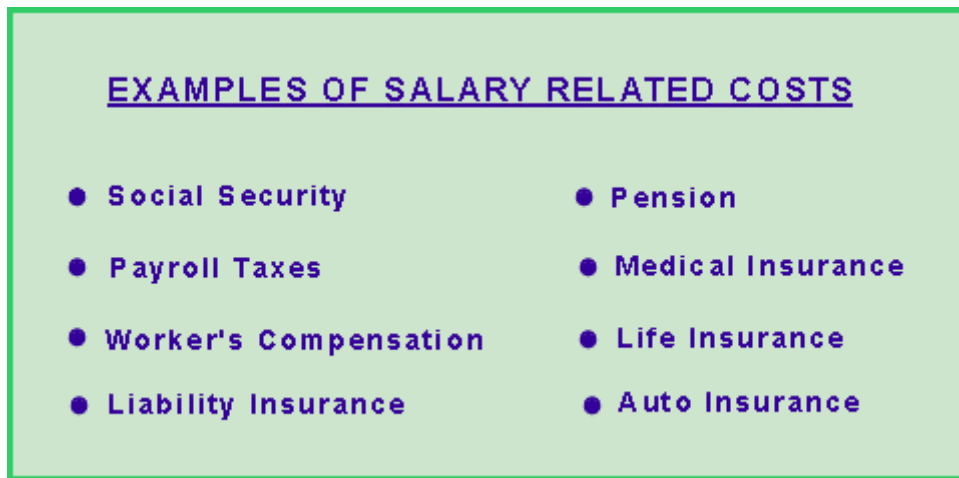 EXAMPLES OF SALARY RELATED COSTS
Social Security
Payroll Taxes
Worker's Compensation
Liability Insurance
Pension
Medical Insurance
Life Insurance
Auto Insurance